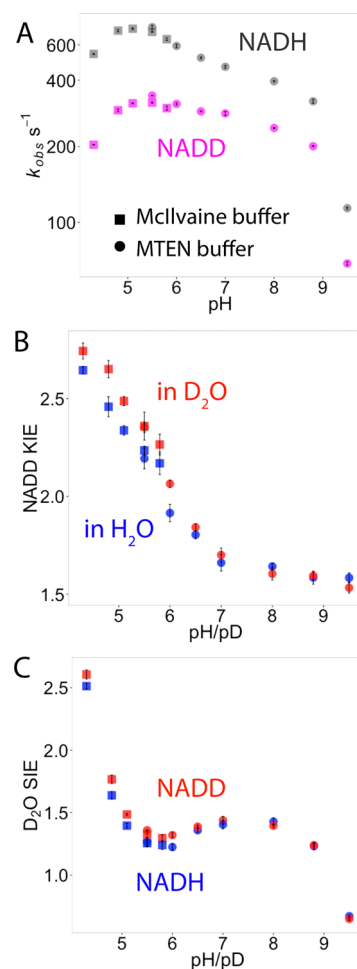 A
600
400
200
100
k_obs s⁻¹
NADH
NADD
McIlvaine buffer
MTEN buffer
5 6 7 8 9
pH
B
2.5
2.0
1.5
NADD KIE
in D₂O
in H₂O
5 6 7 8 9
pH/pD
C
2.5
2.0
1.5
1.0
D₂O SIE
NADD
NADH
5 6 7 8 9
pH/pD